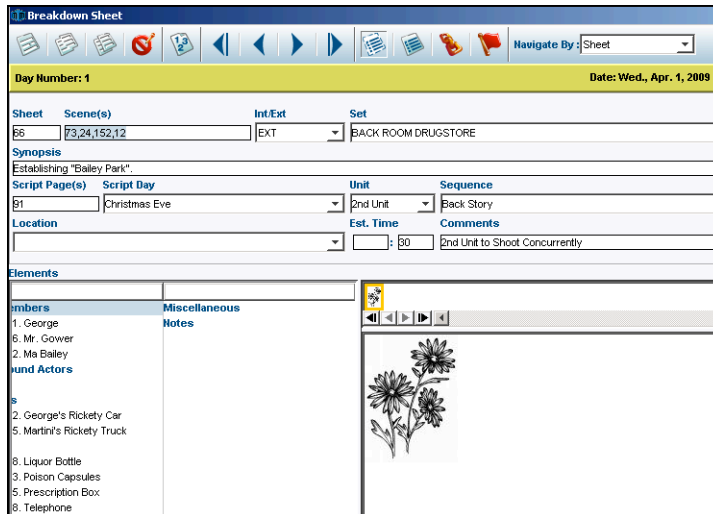 Breakdown Sheet
123
Navigate By : Sheet
Day Number: 1 Date: Wed., Apr. 1, 2009
Sheet Scene(s) Int/Ext Set
66 73,24,152,12 EXT BACK ROOM DRUGSTORE
Synopsis
Establishing "Bailey Park".
Script Page(s) Script Day Unit Sequence
91 Christmas Eve 2nd Unit Back Story
Location Est. Time Comments
: 30 2nd Unit to Shoot Concurrently
Elements
embers Miscellaneous
1. George Notes
6. Mr. Gower
2. Ma Bailey
ound Actors
s
2. George's Rickety Car
5. Martini's Rickety Truck
8. Liquor Bottle
3. Poison Capsules
5. Prescription Box
8. Telephone